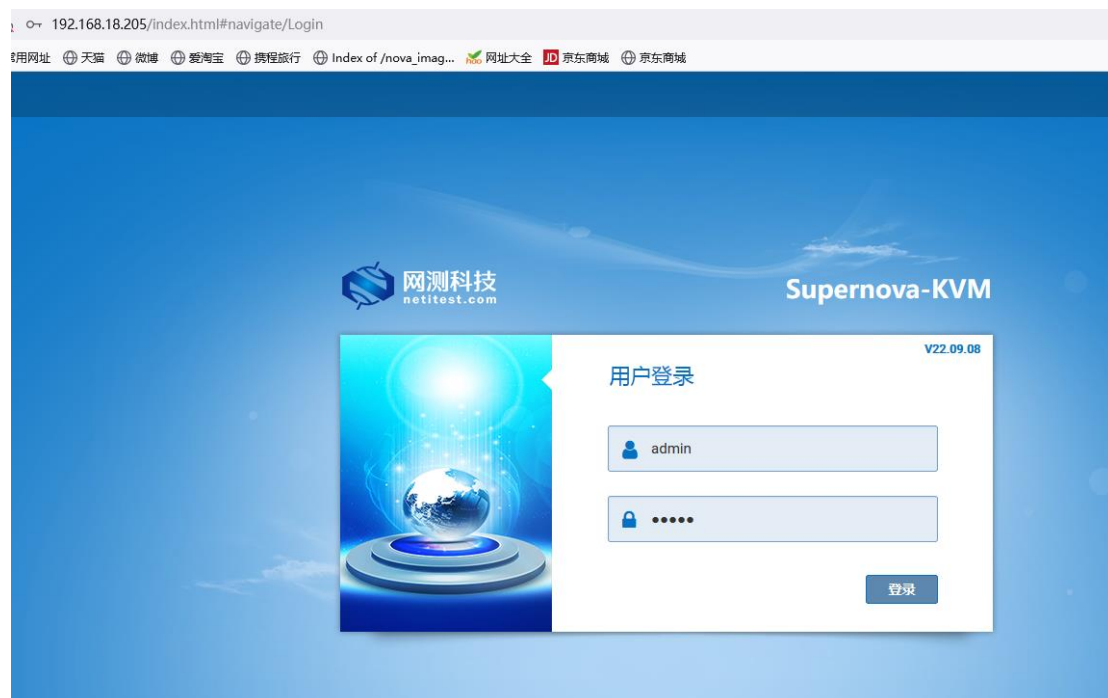 192.168.18.205/index.html#navigate/Login
用网址 天猫 微博 爱淘宝 携程旅行 Index of /nova_imag... 网址大全 JD 京东商城 京东商城
网测科技
netitest.com
Supernova-KVM
V22.09.08
用户登录
admin
•••••
登录